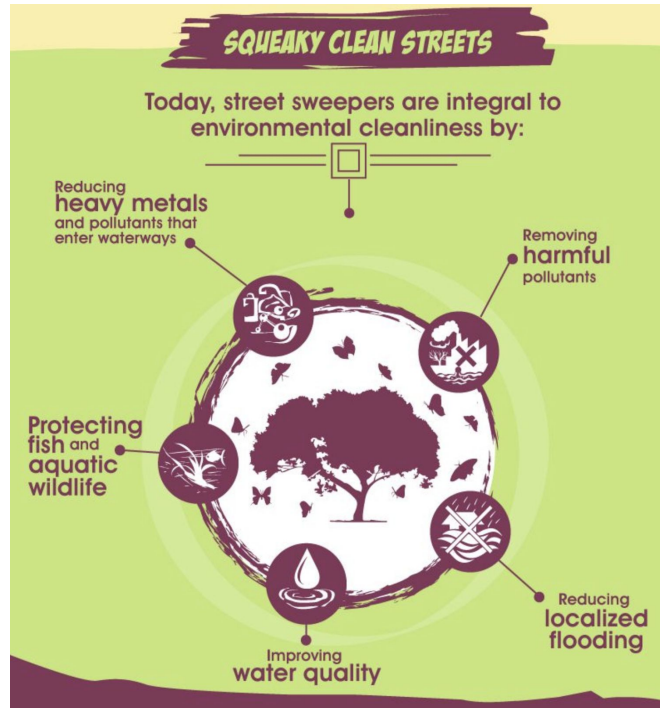 SQUEAKY CLEAN STREETS
Today, street sweepers are integral to
environmental cleanliness by:
Reducing
heavy metals
and pollutants that
enter waterways
Removing
harmful
pollutants
Protecting
fish and
aquatic
wildlife
Reducing
localized
flooding
Improving
water quality